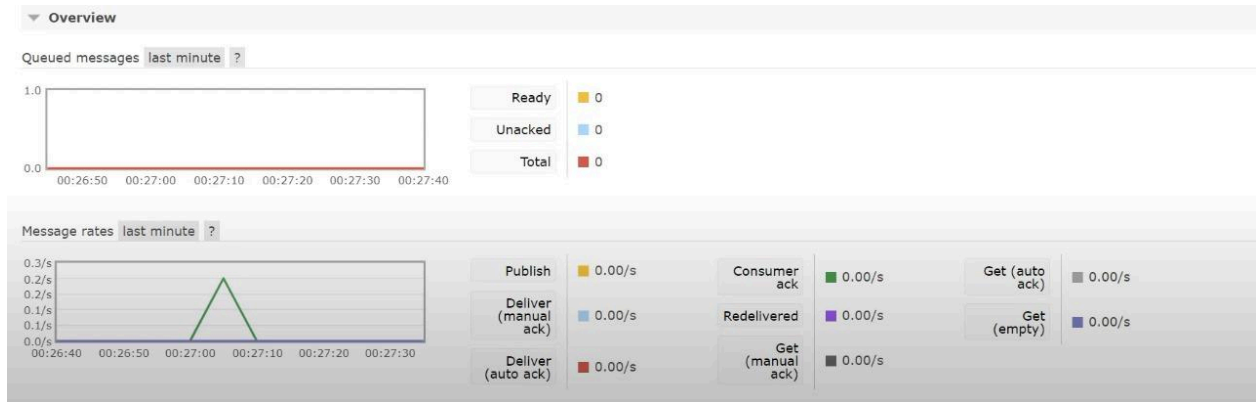 Overview
Queued messages last minute ?
1.0
0.0
00:26:50 00:27:00 00:27:10 00:27:20 00:27:30 00:27:40
Ready 0
Unacked 0
Total 0
Message rates last minute ?
0.3/s
0.2/s
0.2/s
0.1/s
0.1/s
0.0/s
00:26:40 00:26:50 00:27:00 00:27:10 00:27:20 00:27:30
Publish 0.00/s
Deliver
(manual 0.00/s
ack)
Deliver
(auto ack) 0.00/s
Consumer
ack 0.00/s
Redelivered 0.00/s
Get
(manual 0.00/s
ack)
Get (auto
ack) 0.00/s
Get
(empty) 0.00/s